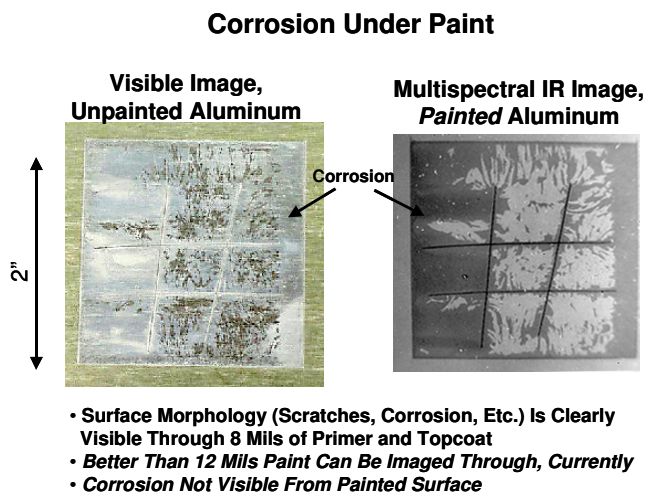 Corrosion Under Paint
Visible Image,
Unpainted Aluminum
Multispectral IR Image,
Painted Aluminum
Corrosion
2”
• Surface Morphology (Scratches, Corrosion, Etc.) Is Clearly
Visible Through 8 Mils of Primer and Topcoat
• Better Than 12 Mils Paint Can Be Imaged Through, Currently
• Corrosion Not Visible From Painted Surface